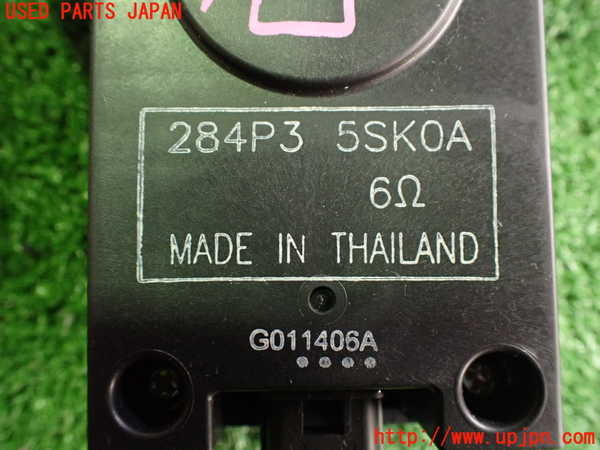 USED PARTS JAPAN
284P3 5SK0A
6Ω
MADE IN THAILAND
G011406A
http://www.upjpn.com/